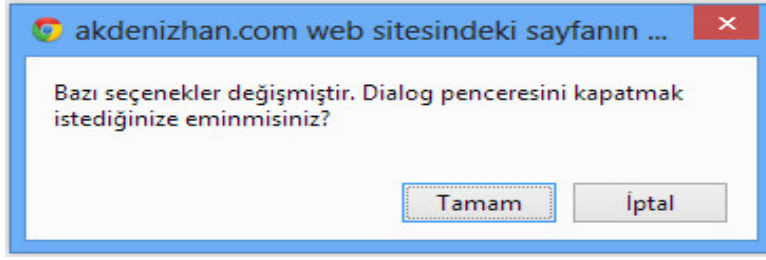 akdenizhan.com web sitesindeki sayfanın ...
Bazı seçenekler değişmiştir. Dialog penceresini kapatmak
istediğinize eminmisiniz?
Tamam İptal